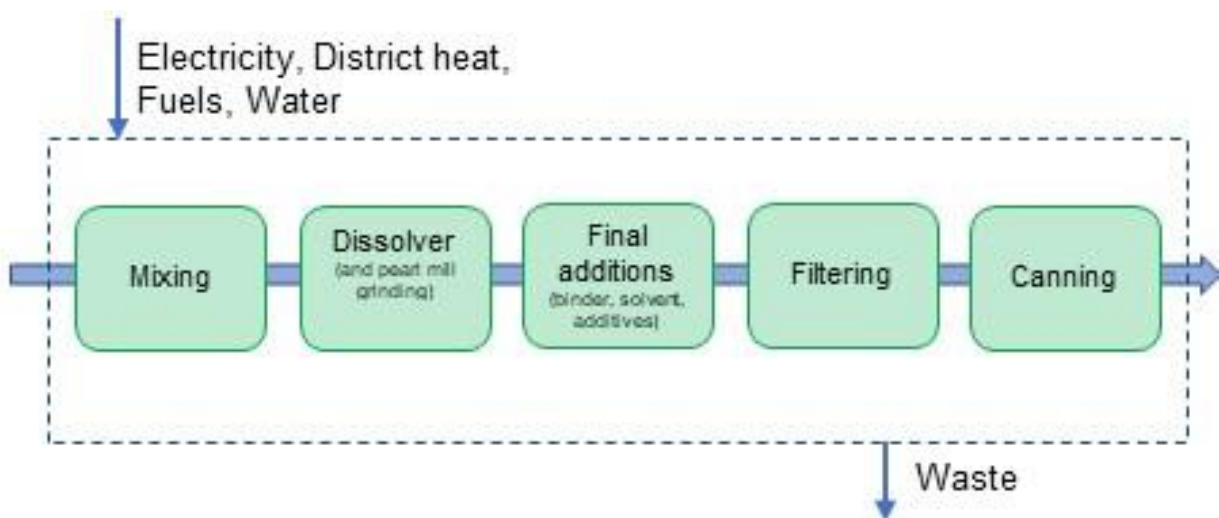 Electricity, District heat,
Fuels, Water
Mixing
Dissolver
(and pearl mill
grinding)
Final
additions
(binder, solvent,
additives)
Filtering
Canning
Waste